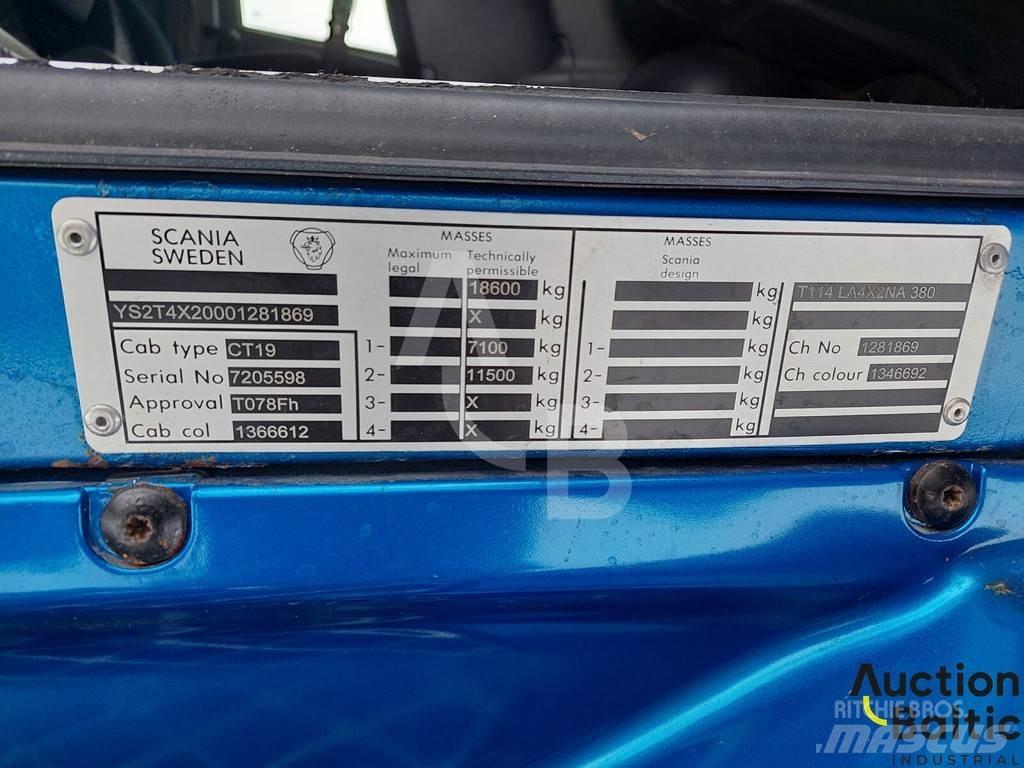 SCANIA
SWEDEN
MASSES
Maximum legal
Technically permissible
MASSES
Scania design
18600 kg
kg
T114 LA4X2NA 380
YS2T4X20001281869
X kg
kg
Cab type CT19
1- 7100 kg
1- kg
Ch No 1281869
Serial No 7205598
2- 11500 kg
2- kg
Ch colour 1346692
Approval T078Fh
3- X kg
3- kg
Cab col 1366612
4- X kg
4- kg
ACB
Auction
Baltic
INDUSTRIAL
RITCHIE BROS.
MASCUS